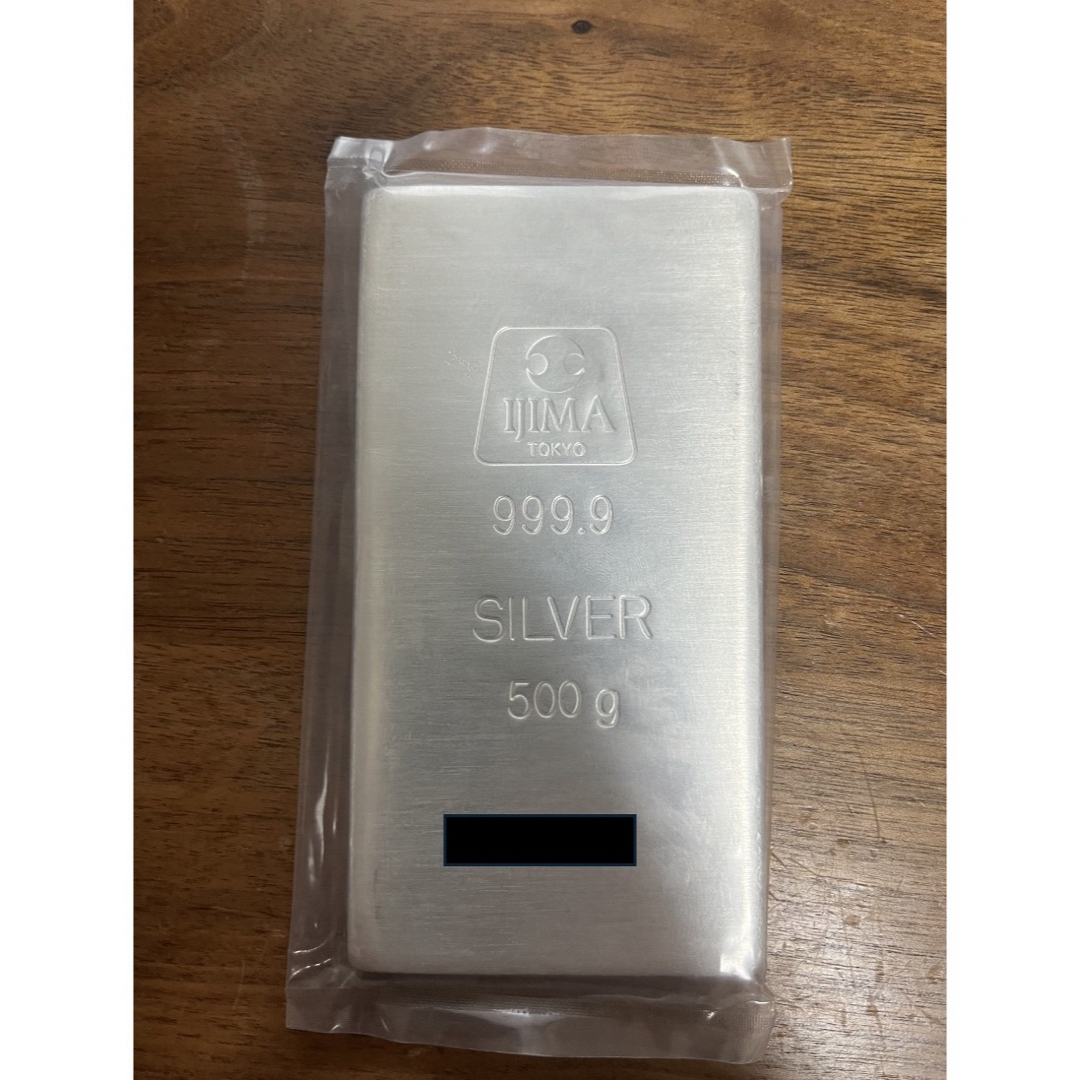 IJIMA
TOKYO
999.9
SILVER
500 g